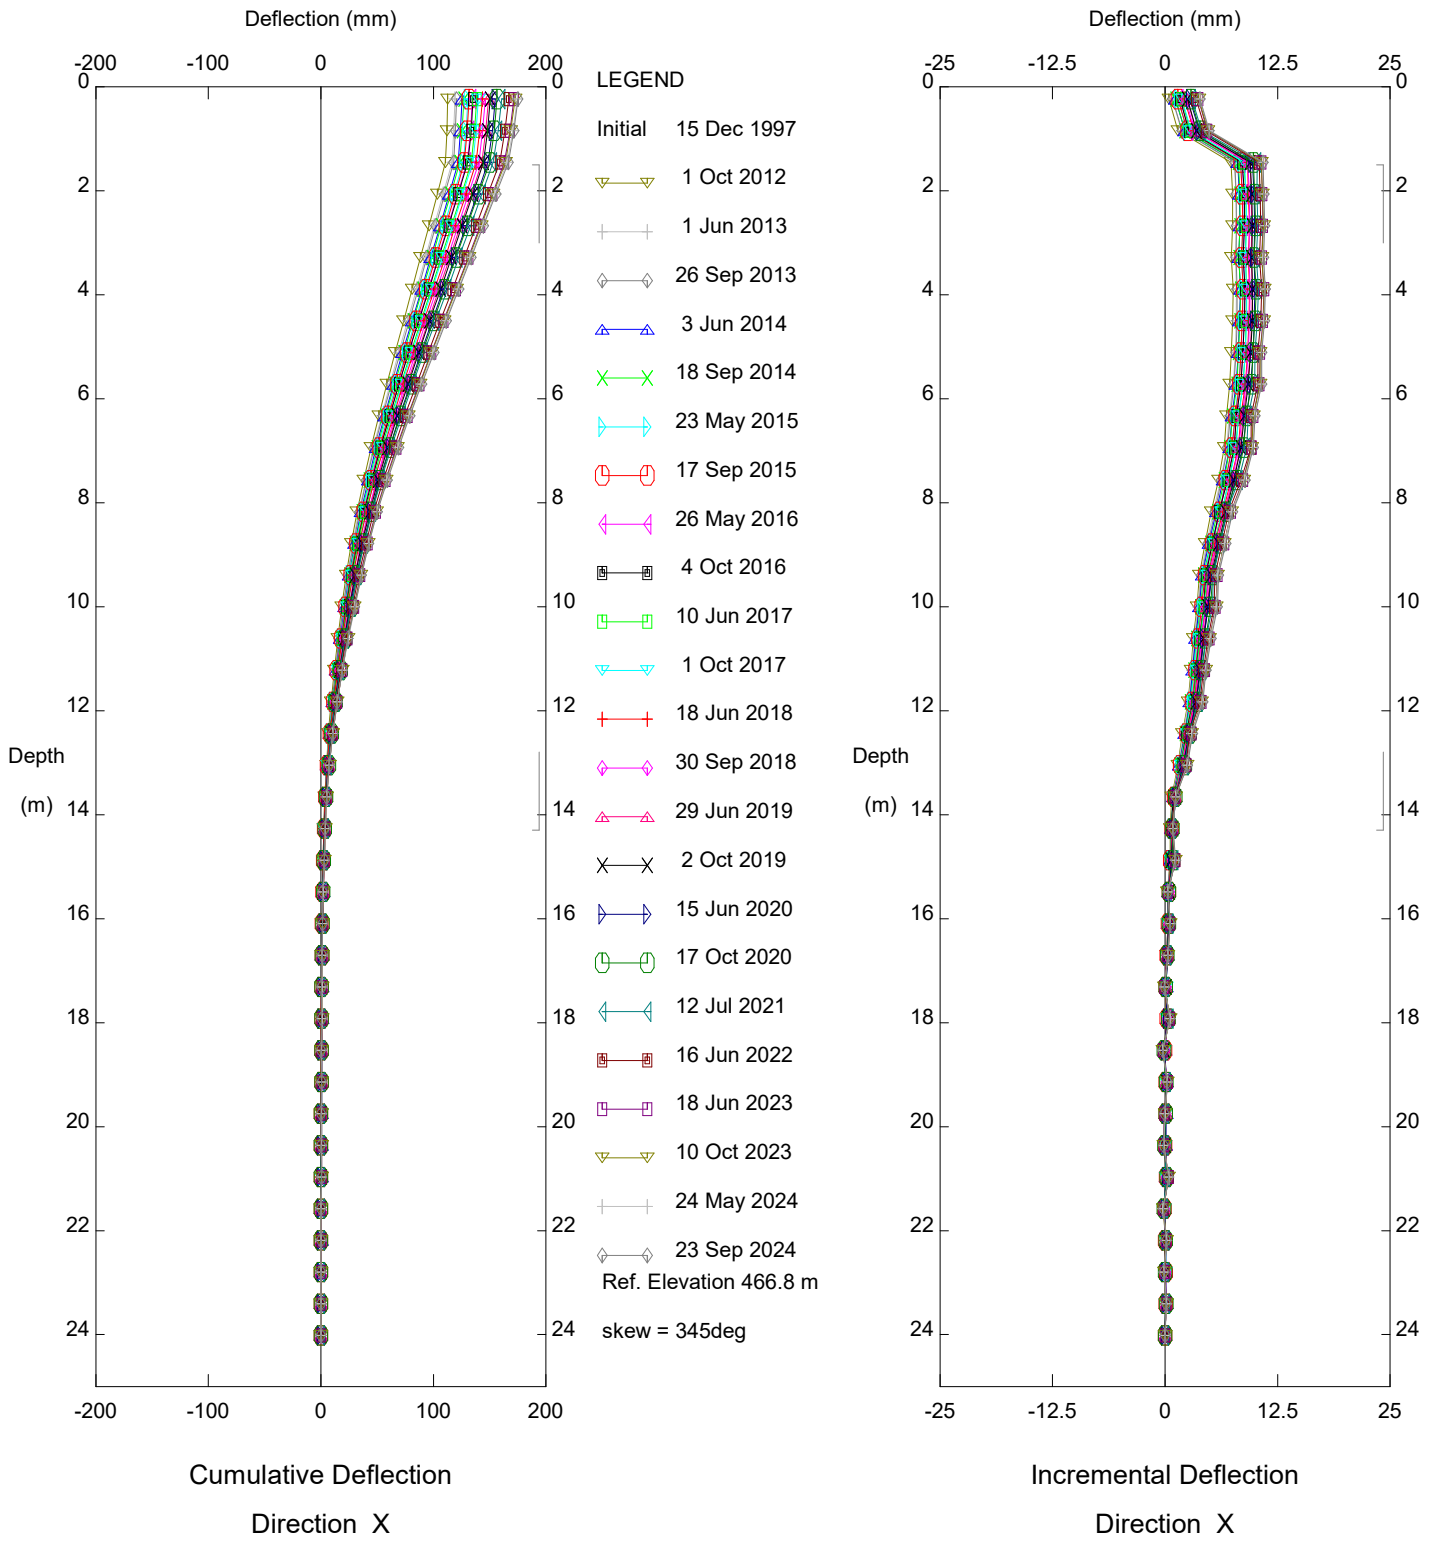 Deflection (mm)
-200 -100 0 100 200
0 0
2 2
4 4
6 6
8 8
10 10
12 12
Depth
(m)
14 14
16 16
18 18
20 20
22 22
24 24
-200 -100 0 100 200
Cumulative Deflection
Direction X
LEGEND
Initial 15 Dec 1997
1 Oct 2012
1 Jun 2013
26 Sep 2013
3 Jun 2014
18 Sep 2014
23 May 2015
17 Sep 2015
26 May 2016
4 Oct 2016
10 Jun 2017
1 Oct 2017
18 Jun 2018
30 Sep 2018
29 Jun 2019
2 Oct 2019
15 Jun 2020
17 Oct 2020
12 Jul 2021
16 Jun 2022
18 Jun 2023
10 Oct 2023
24 May 2024
23 Sep 2024
Ref. Elevation 466.8 m
skew = 345deg
Deflection (mm)
-25 -12.5 0 12.5 25
0 0
2 2
4 4
6 6
8 8
10 10
12 12
Depth
(m)
14 14
16 16
18 18
20 20
22 22
24 24
-25 -12.5 0 12.5 25
Incremental Deflection
Direction X